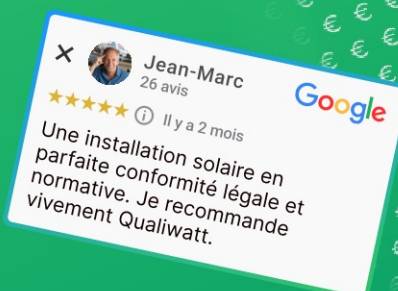 Jean-Marc
26 avis
Google
Il y a 2 mois
Une installation solaire en
parfaite conformité légale et
normative. Je recommande
vivement Qualiwatt.